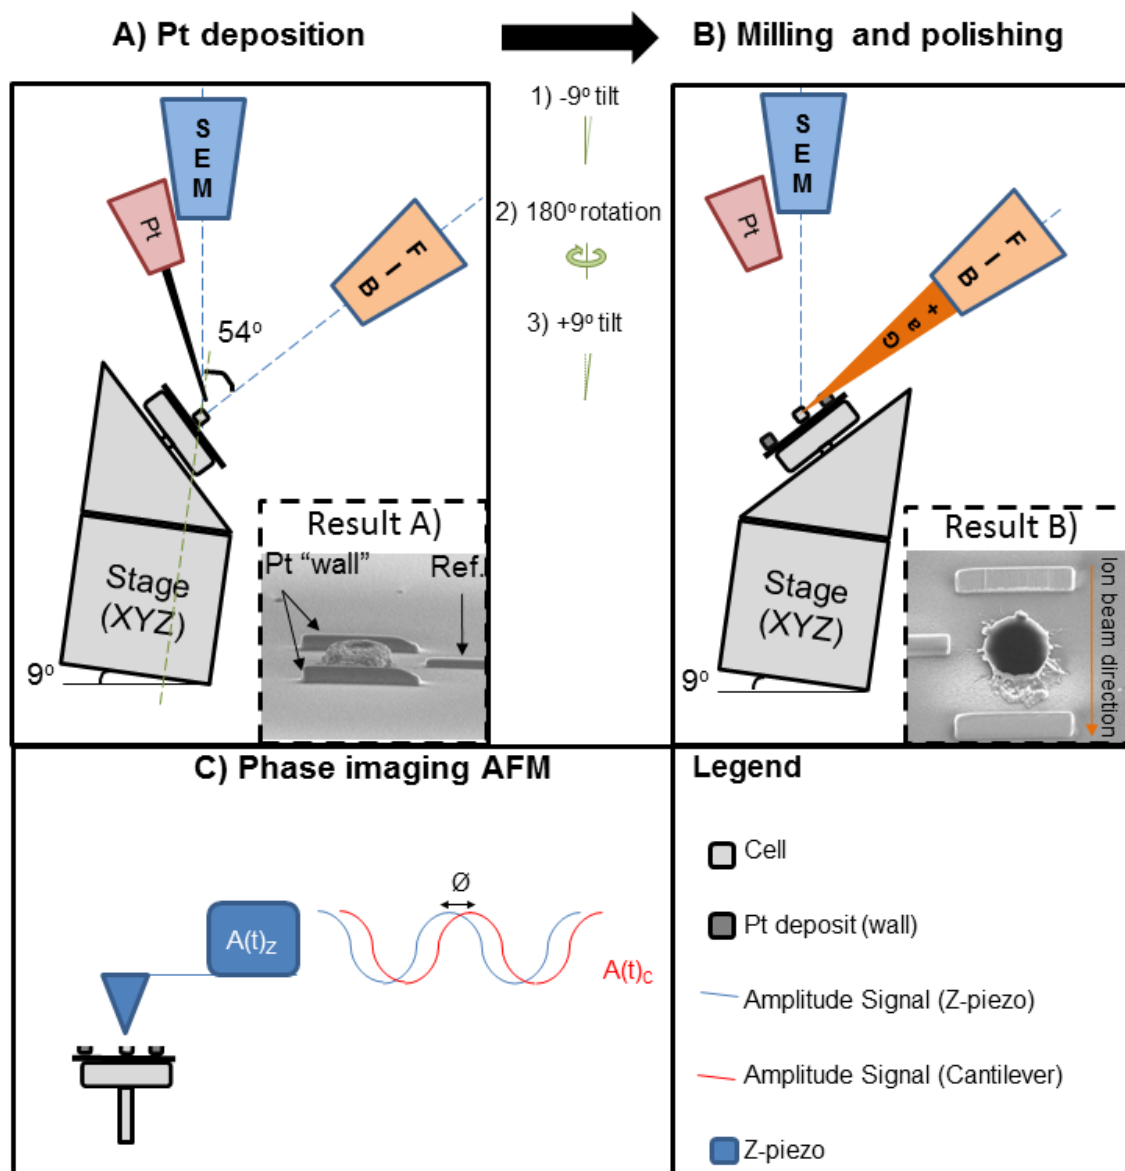 A) Pt deposition
B) Milling and polishing
S
E
M
Pt
F
I
B
54º
Stage
(XYZ)
9º
Result A)
Pt “wall”
Ref.
1) -9º tilt
2) 180º rotation
3) +9º tilt
S
E
M
Pt
F
I
B
Ga+
Stage
(XYZ)
9º
Result B)
Ion beam direction
C) Phase imaging AFM
A(t)Z
Ø
A(t)C
Legend
Cell
Pt deposit (wall)
Amplitude Signal (Z-piezo)
Amplitude Signal (Cantilever)
Z-piezo